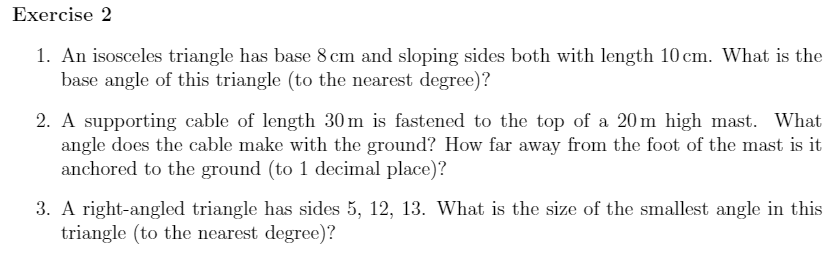 Exercise 2
1. An isosceles triangle has base 8 cm and sloping sides both with length 10 cm. What is the
base angle of this triangle (to the nearest degree)?
2. A supporting cable of length 30 m is fastened to the top of a 20 m high mast. What
angle does the cable make with the ground? How far away from the foot of the mast is it
anchored to the ground (to 1 decimal place)?
3. A right-angled triangle has sides 5, 12, 13. What is the size of the smallest angle in this
triangle (to the nearest degree)?